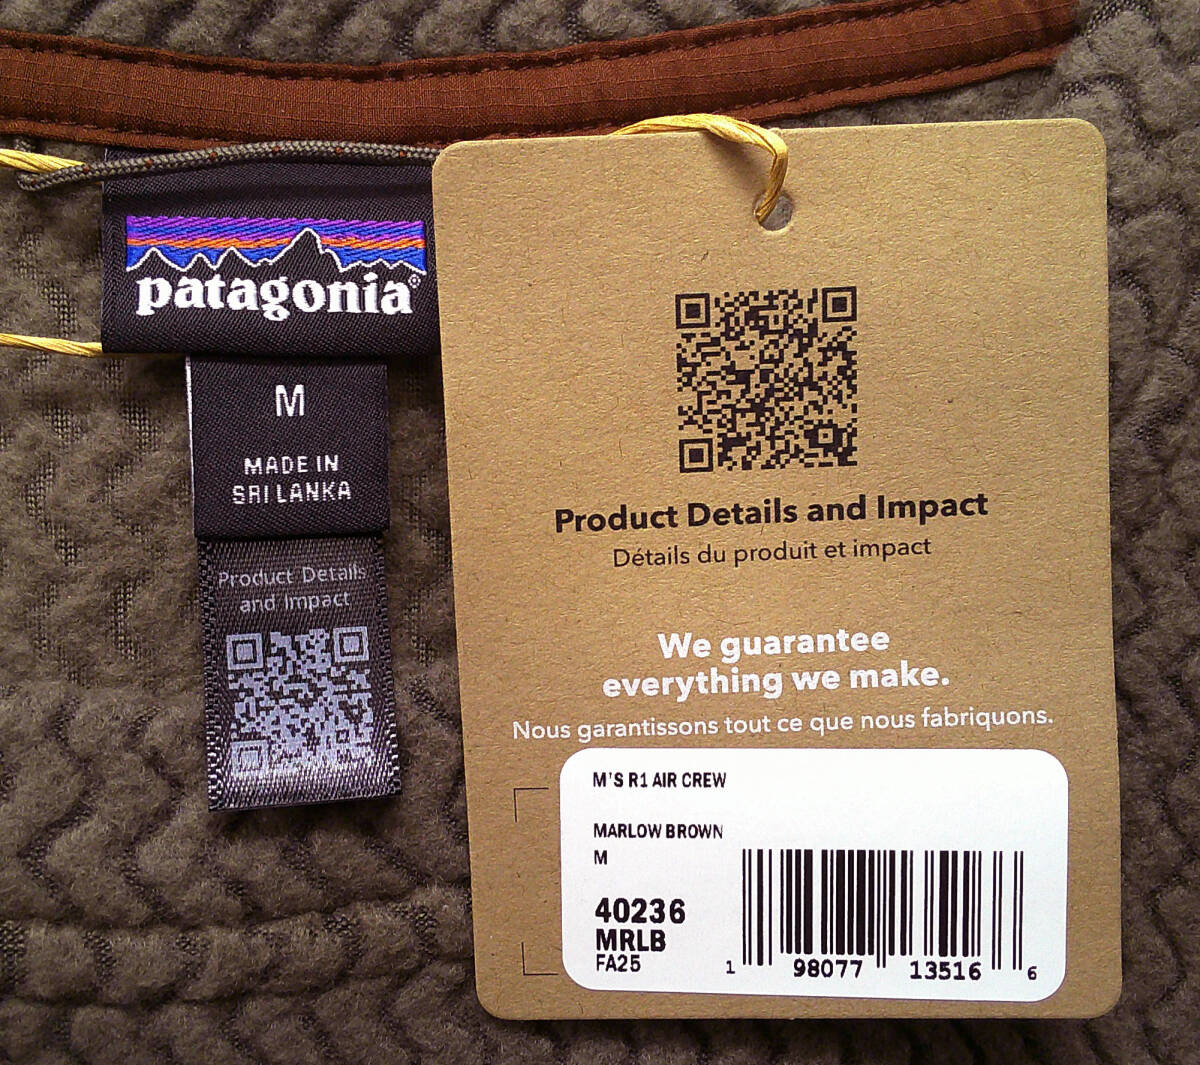 patagonia®
M
MADE IN
SRI LANKA
Product Details
and Impact
Product Details and Impact
Détails du produit et impact
We guarantee
everything we make.
Nous garantissons tout ce que nous fabriquons.
M'S R1 AIR CREW
MARLOW BROWN
M
40236
MRLB
FA25
1 98077 13516 6